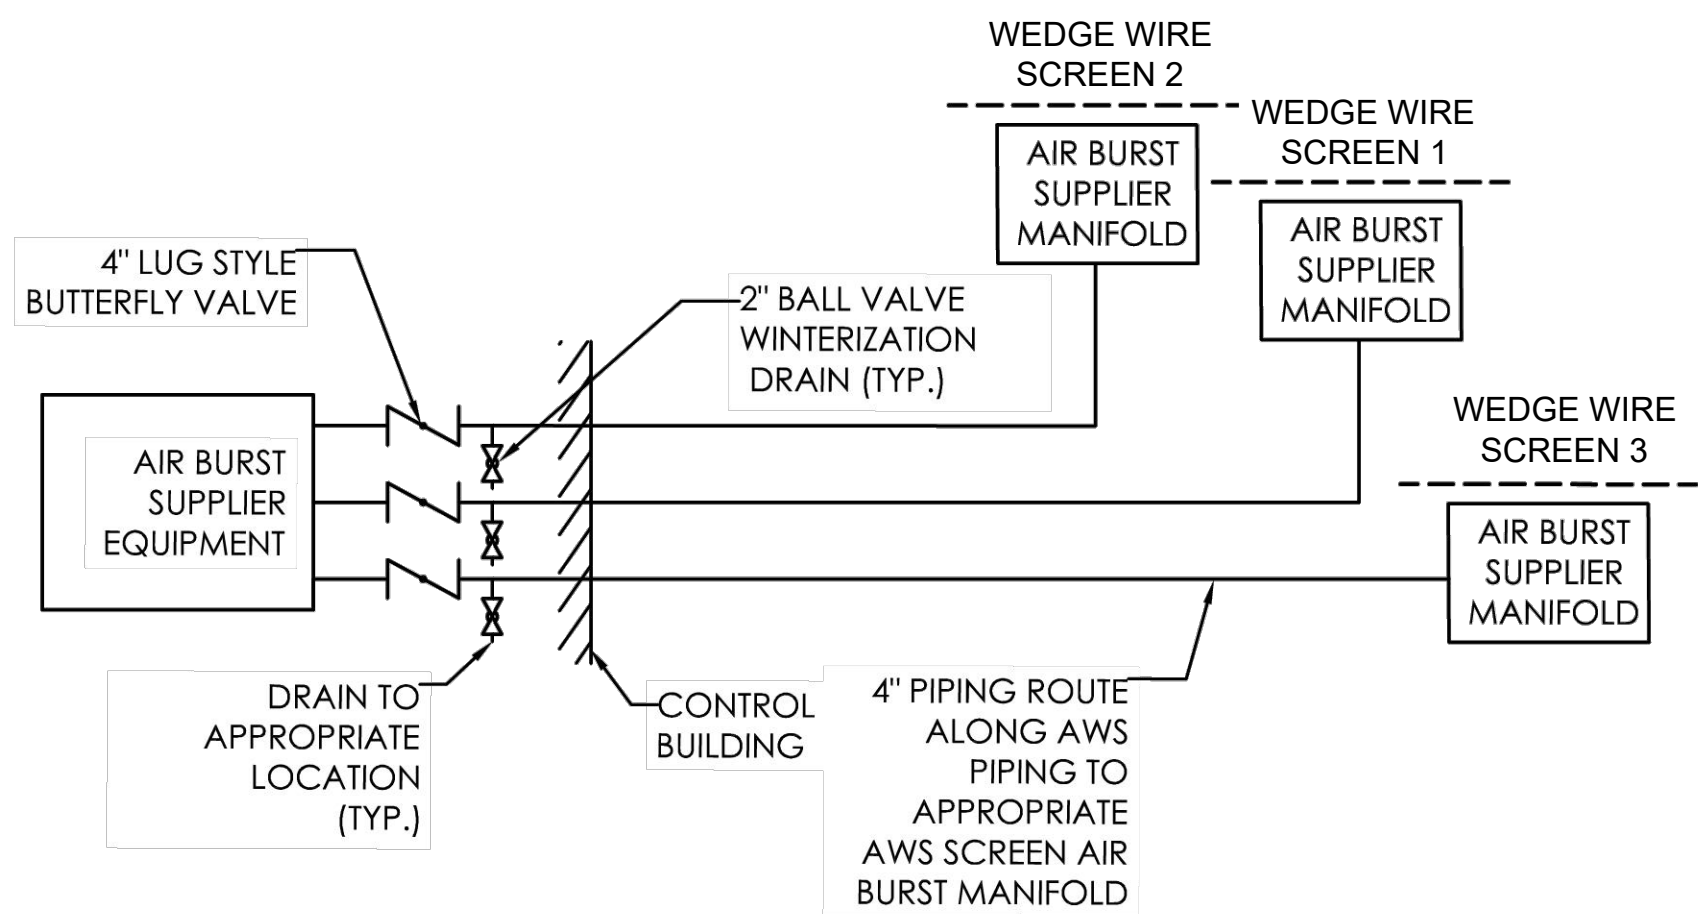 WEDGE WIRE
SCREEN 2
WEDGE WIRE
SCREEN 1
AIR BURST
SUPPLIER
MANIFOLD
AIR BURST
SUPPLIER
MANIFOLD
4" LUG STYLE
BUTTERFLY VALVE
2" BALL VALVE
WINTERIZATION
DRAIN (TYP.)
WEDGE WIRE
SCREEN 3
AIR BURST
SUPPLIER
EQUIPMENT
AIR BURST
SUPPLIER
MANIFOLD
DRAIN TO
APPROPRIATE
LOCATION
(TYP.)
CONTROL
BUILDING
4" PIPING ROUTE
ALONG AWS
PIPING TO
APPROPRIATE
AWS SCREEN AIR
BURST MANIFOLD